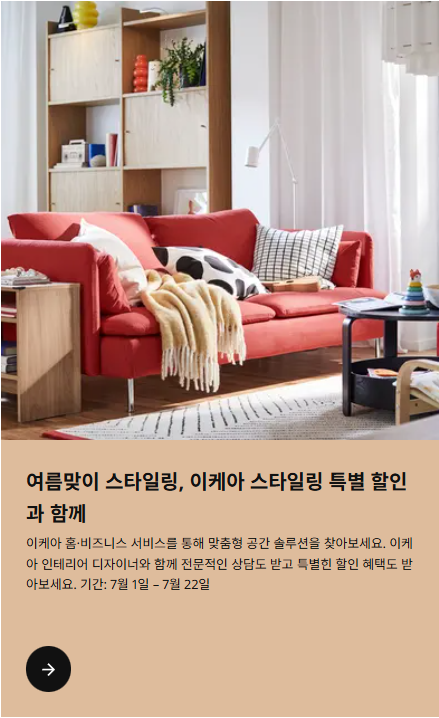 여름맞이 스타일링, 이케아 스타일링 특별 할인
과 함께
이케아 홈·비즈니스 서비스를 통해 맞춤형 공간 솔루션을 찾아보세요. 이케
아 인테리어 디자이너와 함께 전문적인 상담도 받고 특별한 할인 혜택도 받
아보세요. 기간: 7월 1일 – 7월 22일